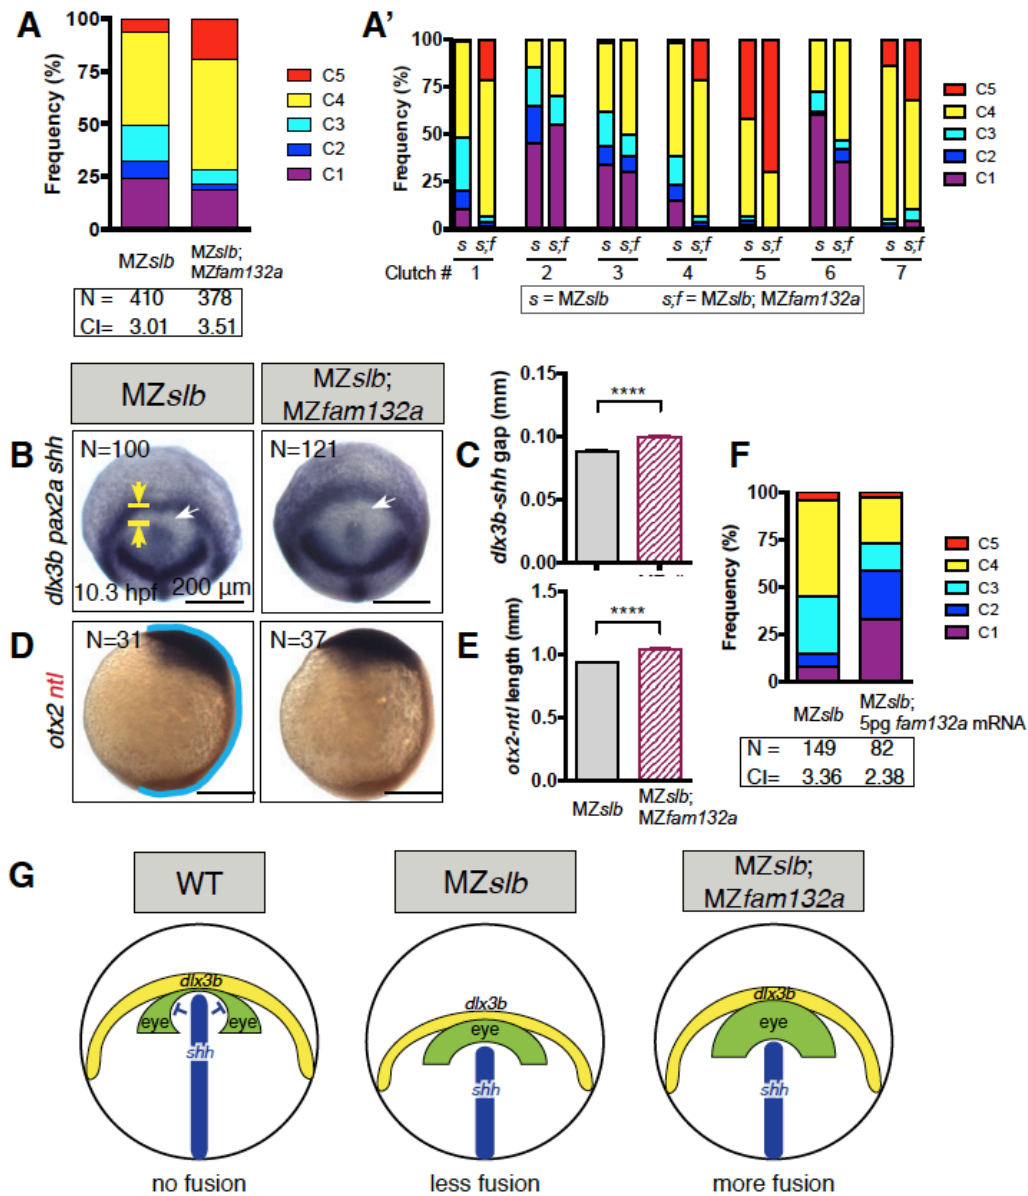 A
Frequency (%)
100
75
50
25
0
C5
C4
C3
C2
C1
MZslb
MZslb;
MZfam132a
N = 410 378
CI= 3.01 3.51
A'
Frequency (%)
100
75
50
25
0
C5
C4
C3
C2
C1
s s;f s s;f s s;f s s;f s s;f s s;f s s;f
Clutch # 1 2 3 4 5 6 7
s = MZslb s;f = MZslb; MZfam132a
MZslb
MZslb;
MZfam132a
B
dlx3b pax2a shh
N=100
10.3 hpf
200 µm
N=121
C
dlx3b-shh gap (mm)
0.15
0.10
0.05
0.00
****
D
otx2 ntl
N=31
N=37
E
otx2-ntl length (mm)
1.5
1.0
0.5
0.0
****
MZslb
MZslb;
MZfam132a
F
Frequency (%)
100
75
50
25
0
C5
C4
C3
C2
C1
MZslb
MZslb;
5pg fam132a mRNA
N = 149 82
CI= 3.36 2.38
G
WT
dlx3b
eye eye
shh
no fusion
MZslb
dlx3b
eye
shh
less fusion
MZslb;
MZfam132a
dlx3b
eye
shh
more fusion